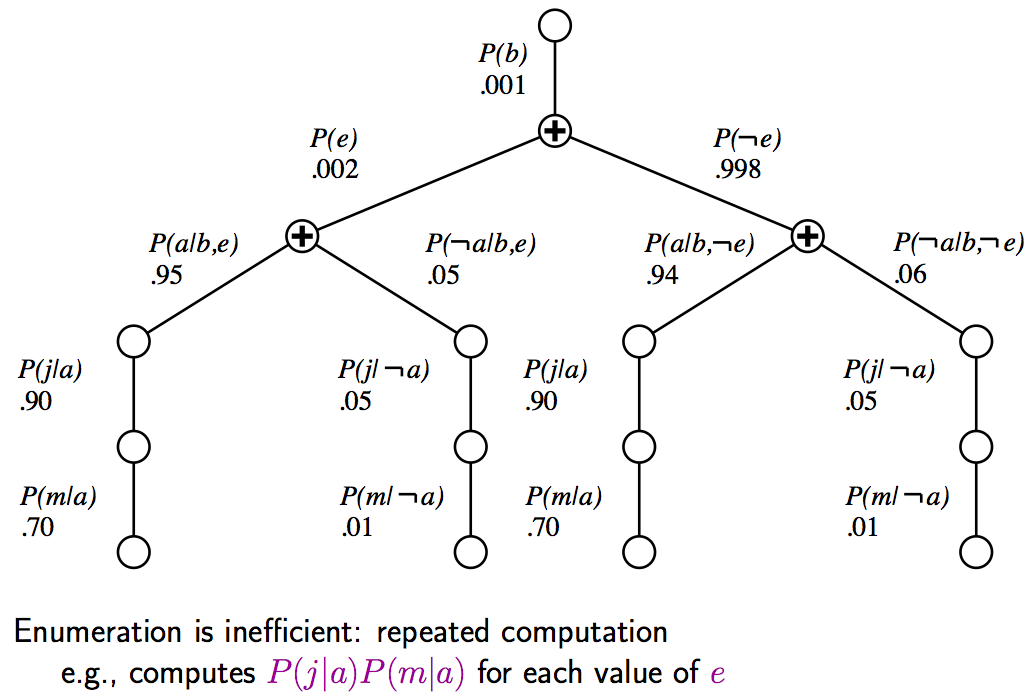 P(b)
.001
P(e)
.002
P(¬e)
.998
P(a|b,e)
.95
P(¬a|b,e)
.05
P(a|b,¬e)
.94
P(¬a|b,¬e)
.06
P(j|a)
.90
P(j|¬a)
.05
P(j|a)
.90
P(j|¬a)
.05
P(m|a)
.70
P(m|¬a)
.01
P(m|a)
.70
P(m|¬a)
.01
Enumeration is inefficient: repeated computation
e.g., computes P(j|a)P(m|a) for each value of e